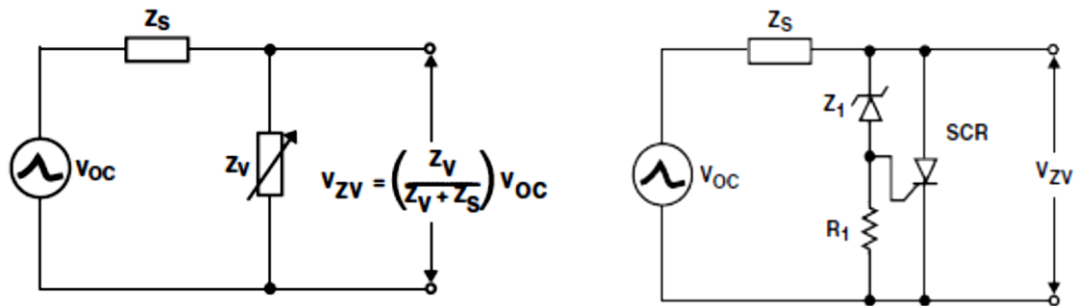 ZS
VOC
ZV
VZV = (ZV / ZV + ZS) VOC
ZS
Z1
SCR
VOC
R1
VZV